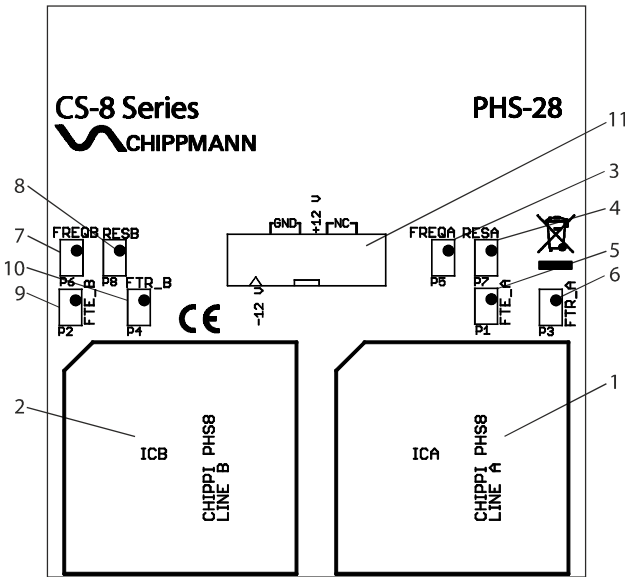 CS-8 Series
PHS-28
CHIPPMANN
11
3
4
5
6
8
7
10
9
GND
+12 V
NC
-12 V
FREQB
RESB
P6
P8
FTR_B
FTE_B
P2
P4
FREQA
RESA
P5
P7
FTE_A
P1
FTR_A
P3
CE
2
1
ICB
CHIPPI PHS8
LINE B
ICA
CHIPPI PHS8
LINE A